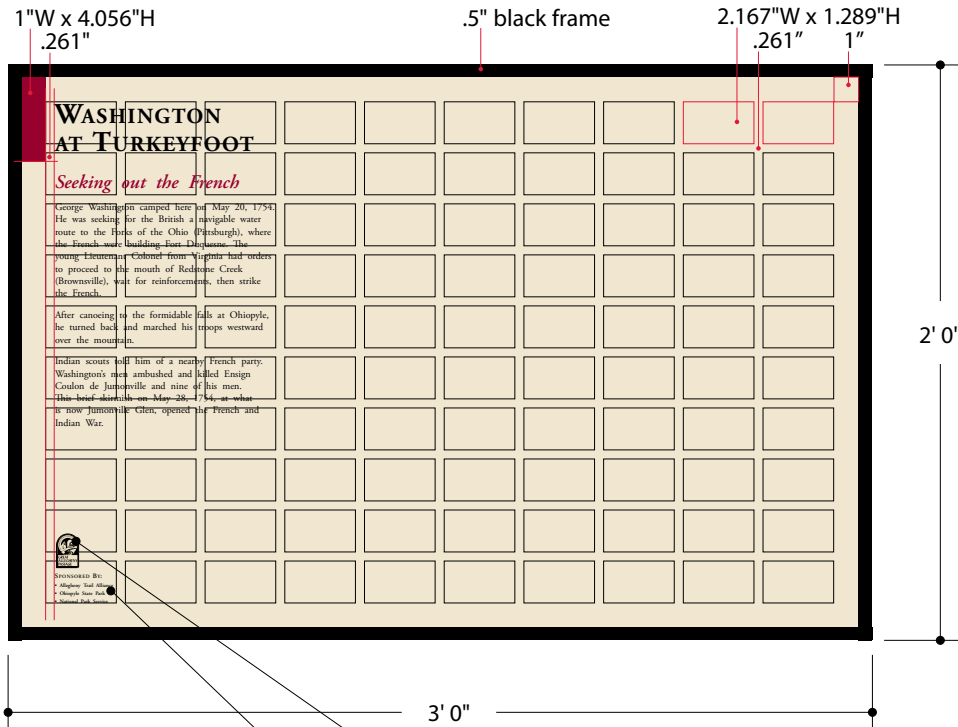 1"W x 4.056"H
.261"
.5" black frame
2.167"W x 1.289"H
.261”
1”
WASHINGTON
AT TURKEYFOOT
Seeking out the French
George Washington camped here on May 20, 1754.
He was seeking for the British a navigable water
route to the Forks of the Ohio (Pittsburgh), where
the French were building Fort Duquesne. The
young Lieutenant Colonel from Virginia had orders
to proceed to the mouth of Redstone Creek
(Brownsville), wait for reinforcements, then strike
the French.
After canoeing to the formidable falls at Ohiopyle,
he turned back and marched his troops westward
over the mountain.
Indian scouts told him of a nearby French party.
Washington's men ambushed and killed Ensign
Coulon de Jumonville and nine of his men.
This brief skirmish on May 28, 1754, at what
is now Jumonville Glen, opened the French and
Indian War.
GREAT
ALLEGHENY
PASSAGE
SPONSORED BY:
• Allegheny Trail Alliance
• Ohiopyle State Park
• National Park Service
2' 0"
3' 0"